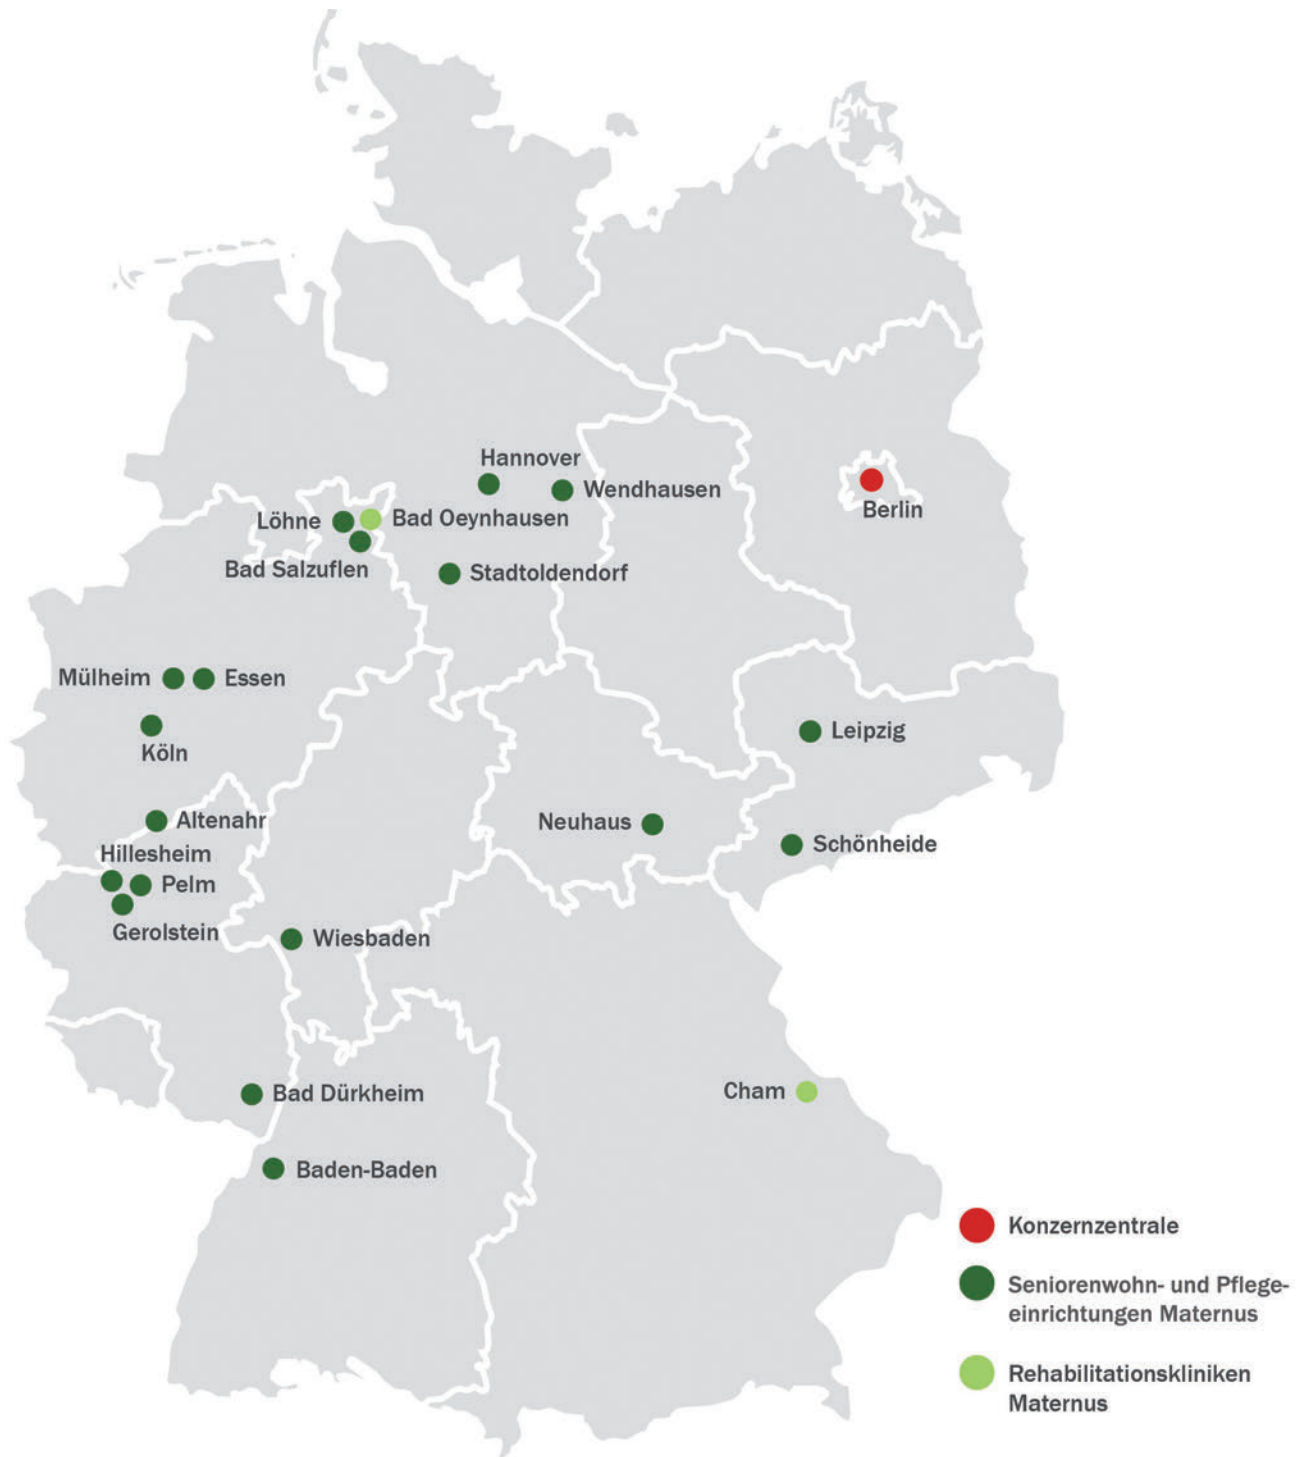 Hannover
Wendhausen
Berlin
Löhne
Bad Oeynhausen
Bad Salzuflen
Stadtoldendorf
Mülheim
Essen
Köln
Leipzig
Altenahr
Neuhaus
Schönheide
Hillesheim
Pelm
Gerolstein
Wiesbaden
Bad Dürkheim
Cham
Baden-Baden
Konzernzentrale
Seniorenwohn- und Pflege-
einrichtungen Maternus
Rehabilitationskliniken
Maternus